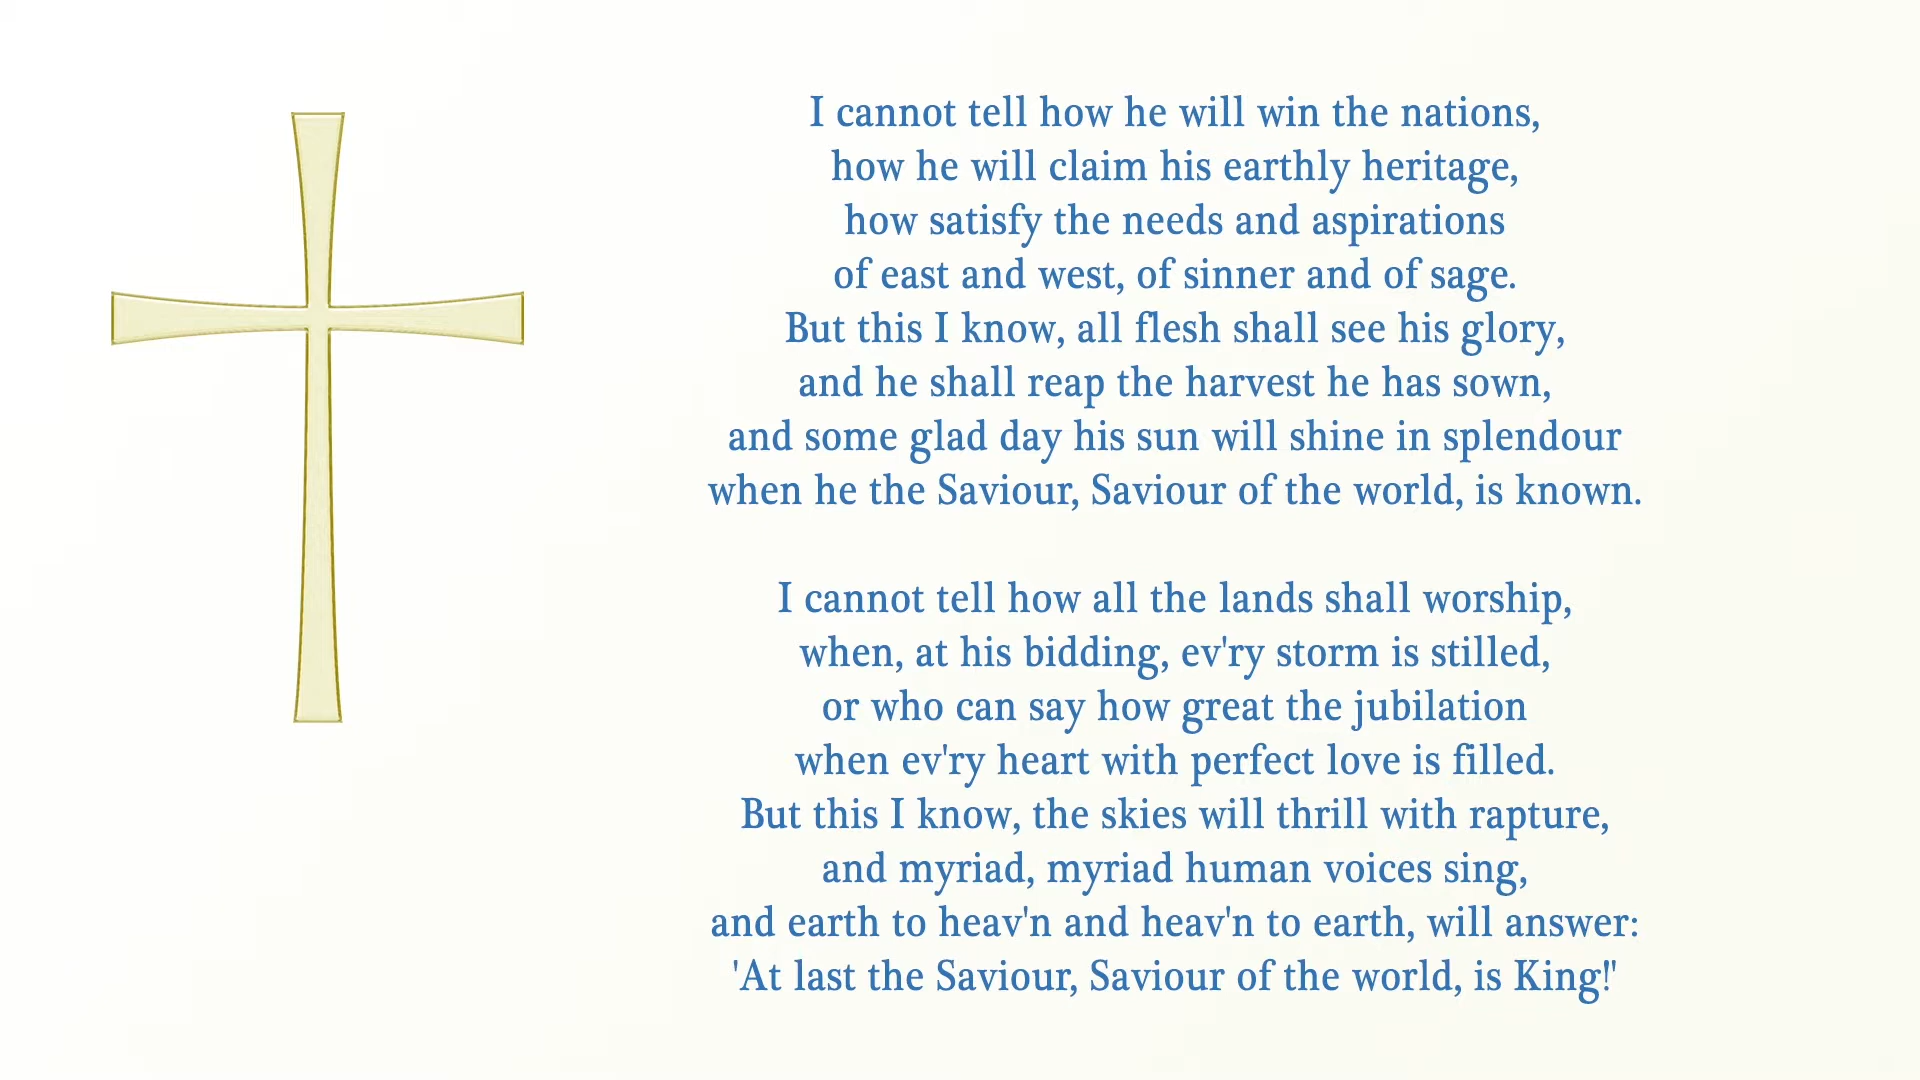 I cannot tell how he will win the nations,
how he will claim his earthly heritage,
how satisfy the needs and aspirations
of east and west, of sinner and of sage.
But this I know, all flesh shall see his glory,
and he shall reap the harvest he has sown,
and some glad day his sun will shine in splendour
when he the Saviour, Saviour of the world, is known.

I cannot tell how all the lands shall worship,
when, at his bidding, ev'ry storm is stilled,
or who can say how great the jubilation
when ev'ry heart with perfect love is filled.
But this I know, the skies will thrill with rapture,
and myriad, myriad human voices sing,
and earth to heav'n and heav'n to earth, will answer:
'At last the Saviour, Saviour of the world, is King!'